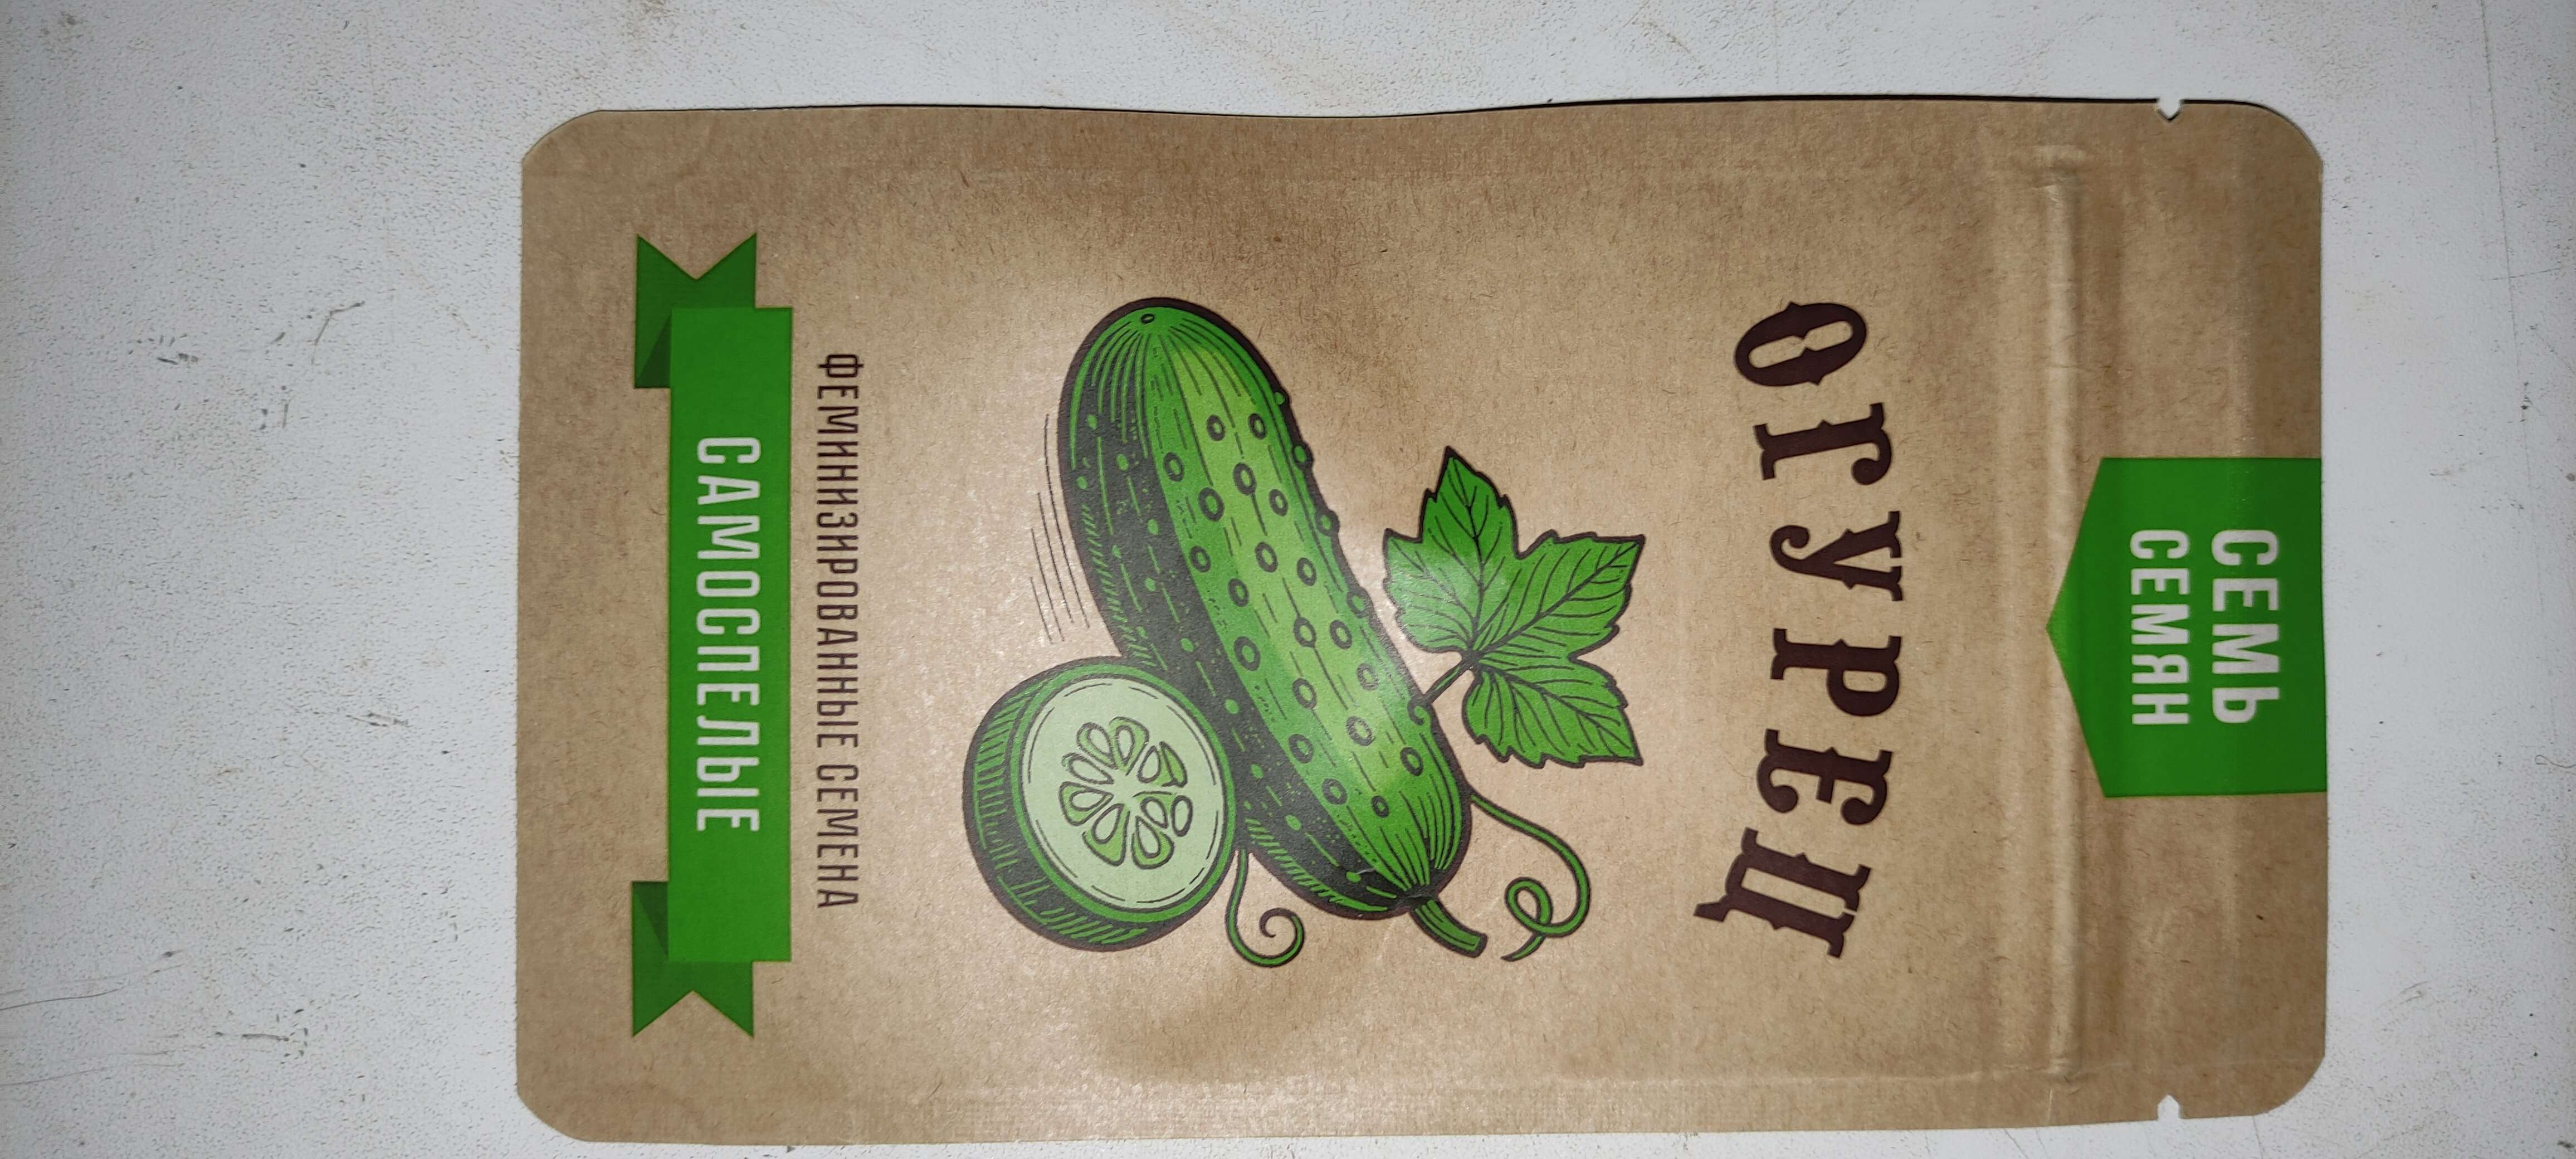 СЕМЬ
СЕМЯН
ОГУРЕЦ
ФЕМИНИЗИРОВАННЫЕ СЕМЕНА
САМОСПЕЛЫЕ